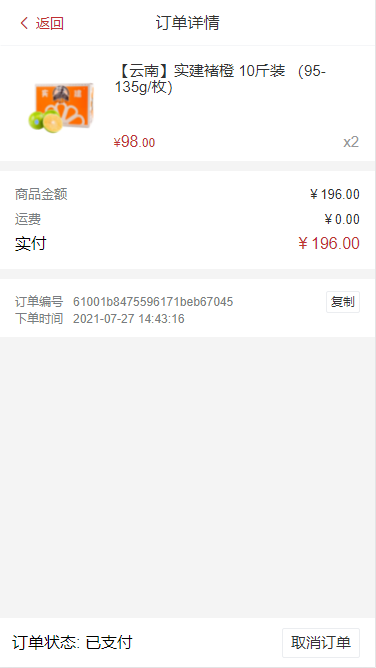 返回
订单详情
【云南】实建褚橙 10斤装 （95-
135g/枚）
¥98.00
x2
商品金额
￥196.00
运费
￥0.00
实付
￥196.00
订单编号 61001b8475596171beb67045
复制
下单时间 2021-07-27 14:43:16
订单状态: 已支付
取消订单